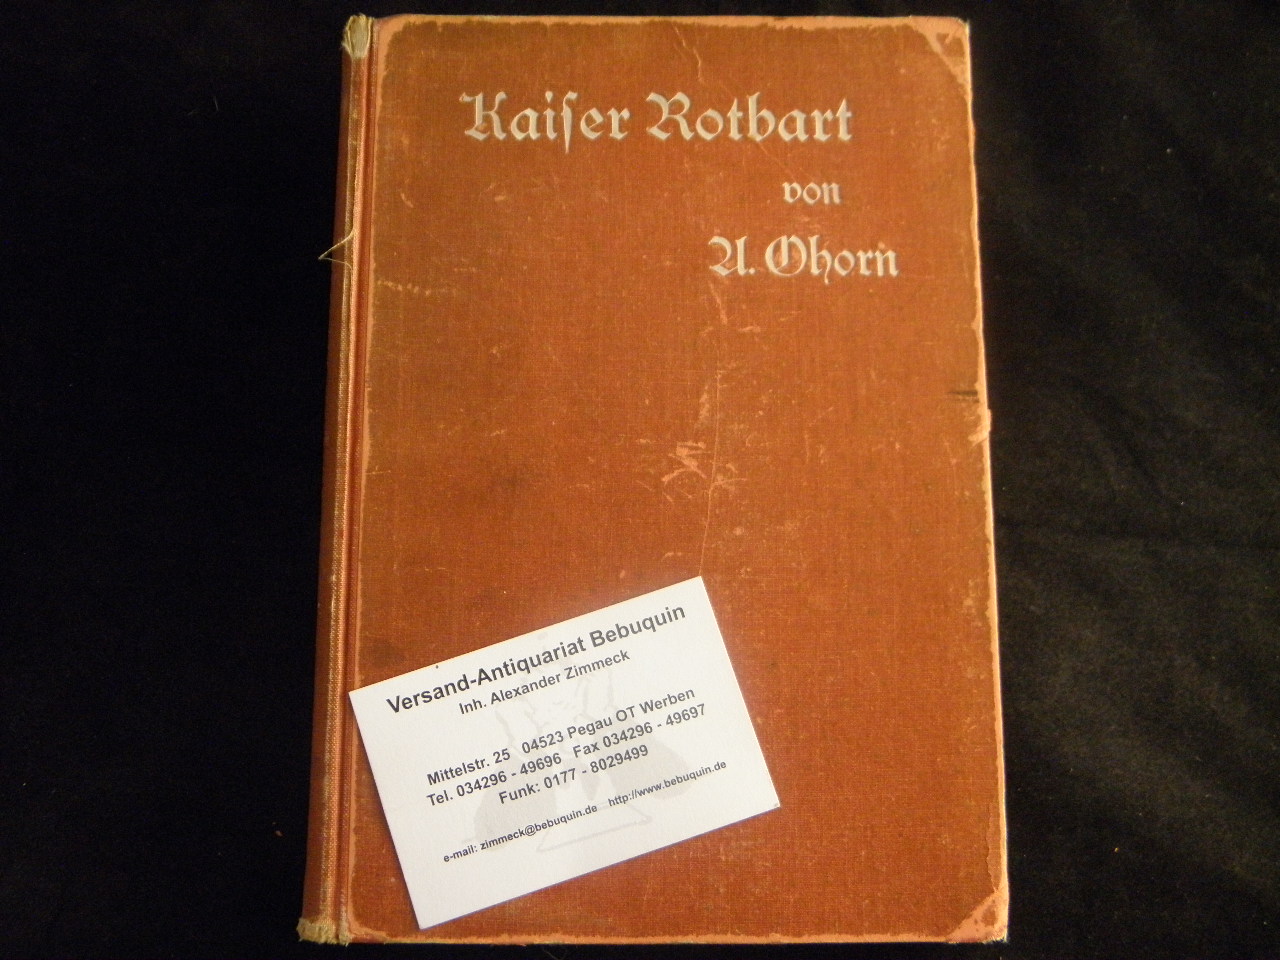 Kaiſer Rotbart
von
A. Ohorn
Versand-Antiquariat Bebuquin
Inh. Alexander Zimmeck
Mittelstr. 25 04523 Pegau OT Werben
Tel. 034296 - 49696 Fax 034296 - 49697
Funk: 0177 - 8029499
e-mail: zimmeck@bebuquin.de http://www.bebuquin.de